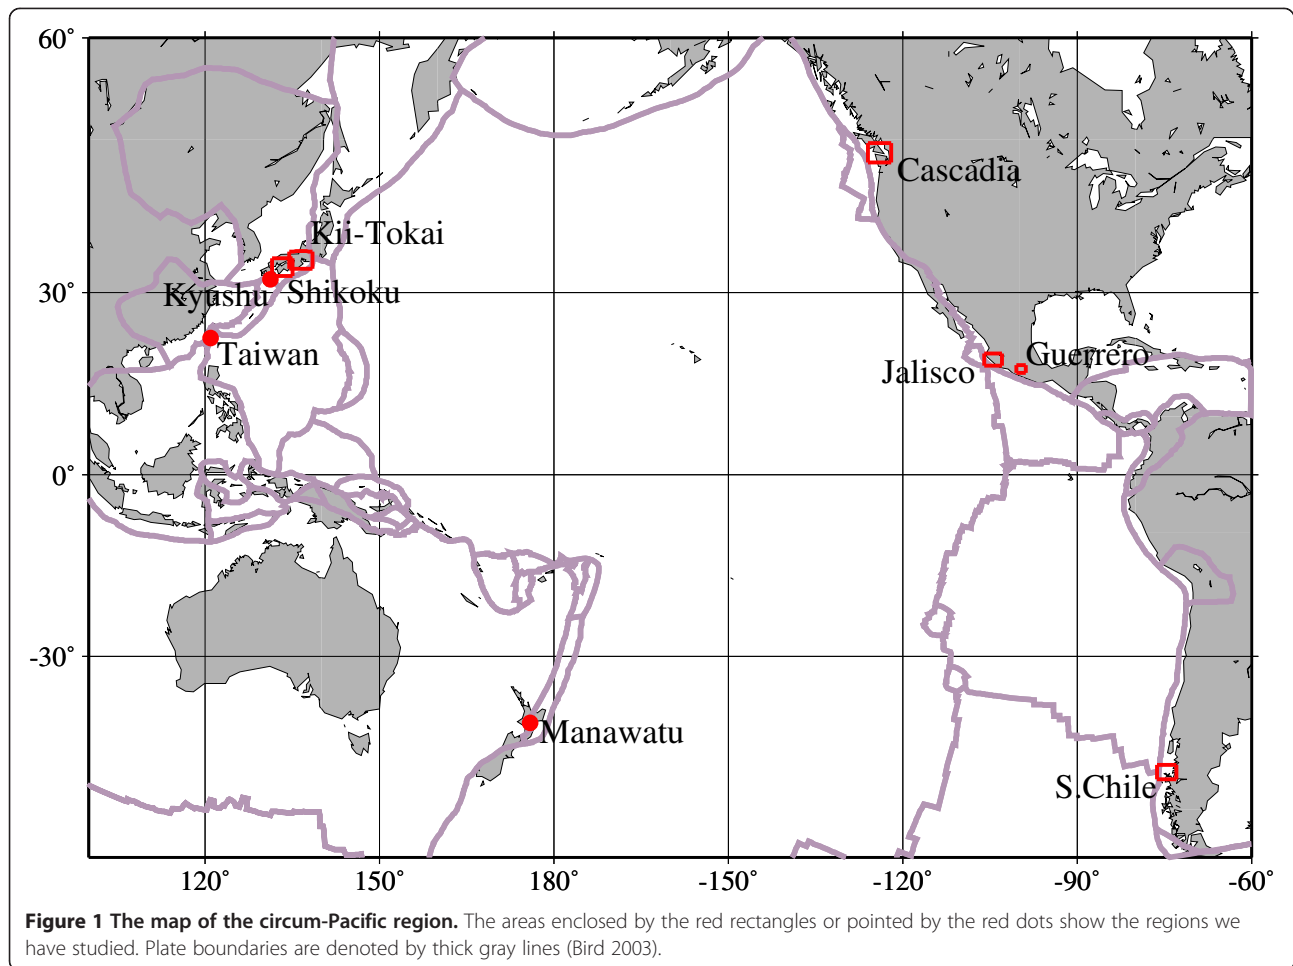 60°
Cascadia
Kii-Tokai
30°
Kyushu
Shikoku
Taiwan
Jalisco
Guerrero
0°
-30°
Manawatu
S.Chile
120°
150°
180°
-150°
-120°
-90°
-60°
Figure 1 The map of the circum-Pacific region. The areas enclosed by the red rectangles or pointed by the red dots show the regions we
have studied. Plate boundaries are denoted by thick gray lines (Bird 2003).